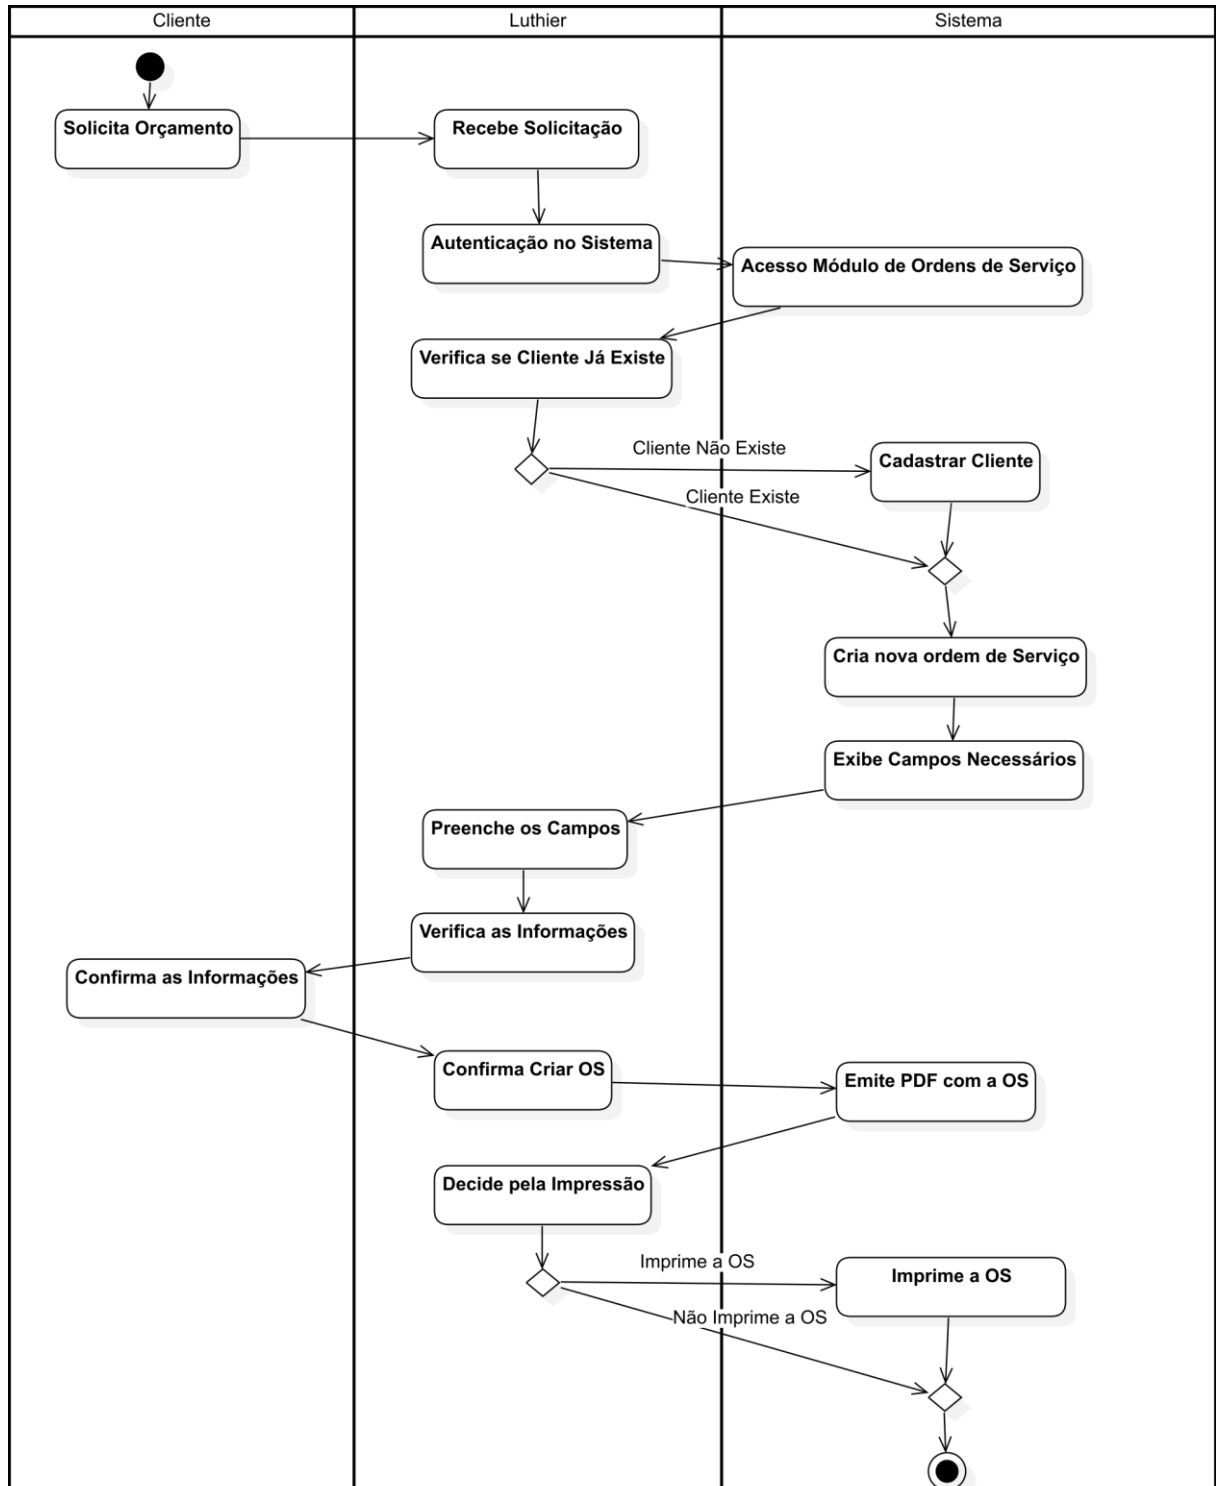 Cliente
Luthier
Sistema
Solicita Orçamento
Recebe Solicitação
Autenticação no Sistema
Acesso Módulo de Ordens de Serviço
Verifica se Cliente Já Existe
Cliente Não Existe
Cadastrar Cliente
Cliente Existe
Cria nova ordem de Serviço
Exibe Campos Necessários
Preenche os Campos
Verifica as Informações
Confirma as Informações
Confirma Criar OS
Emite PDF com a OS
Decide pela Impressão
Imprime a OS
Imprime a OS
Não Imprime a OS